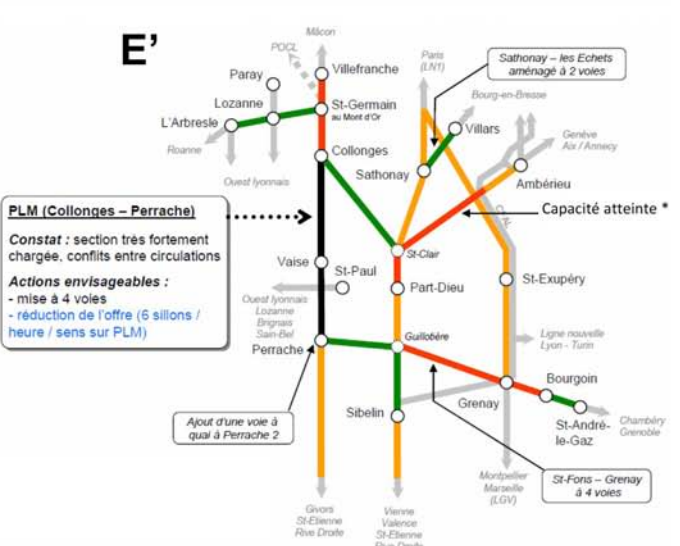 E’
Mâcon
POCL
Villefranche
Paray
Lozanne
St-Germain
au Mont d'Or
L'Arbresle
Roanne
Ouest lyonnais
Collonges
Paris
(LN1)
Sathonay – les Echets
aménagé à 2 voies
Bourg-en-Bresse
Villars
Genève
Aix / Annecy
Sathonay
Ambérieu
PLM (Collonges – Perrache)
Constat : section très fortement
chargée, conflits entre circulations
Actions envisageables :
- mise à 4 voies
- réduction de l'offre (6 sillons /
heure / sens sur PLM)
Capacité atteinte *
St-Clair
Vaise
St-Paul
Part-Dieu
St-Exupéry
Ouest lyonnais
Lozanne
Brignais
Sain-Bel
Ligne nouvelle
Lyon - Turin
Perrache
Guillotière
Bourgoin
Grenay
Sibelin
St-André-
le-Gaz
Chambéry
Grenoble
Ajout d'une voie à
quai à Perrache 2
Montpellier
Marseille
(LGV)
St-Fons – Grenay
à 4 voies
Givors
St-Etienne
Rive Droite
Vienne
Valence
St-Etienne
Rive Droite